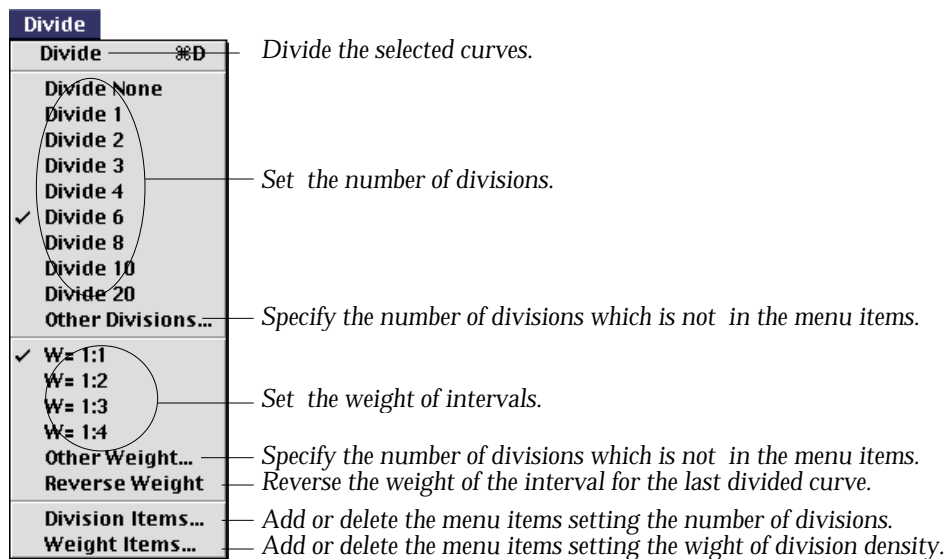 Divide
Divide ⌘D Divide the selected curves.
Divide None
Divide 1
Divide 2
Divide 3 Set the number of divisions.
Divide 4
✓ Divide 6
Divide 8
Divide 10
Divide 20
Other Divisions... Specify the number of divisions which is not in the menu items.
✓ W= 1:1
W= 1:2
W= 1:3 Set the weight of intervals.
W= 1:4
Other Weight... Specify the number of divisions which is not in the menu items.
Reverse Weight Reverse the weight of the interval for the last divided curve.
Division Items... Add or delete the menu items setting the number of divisions.
Weight Items... Add or delete the menu items setting the wight of division density.